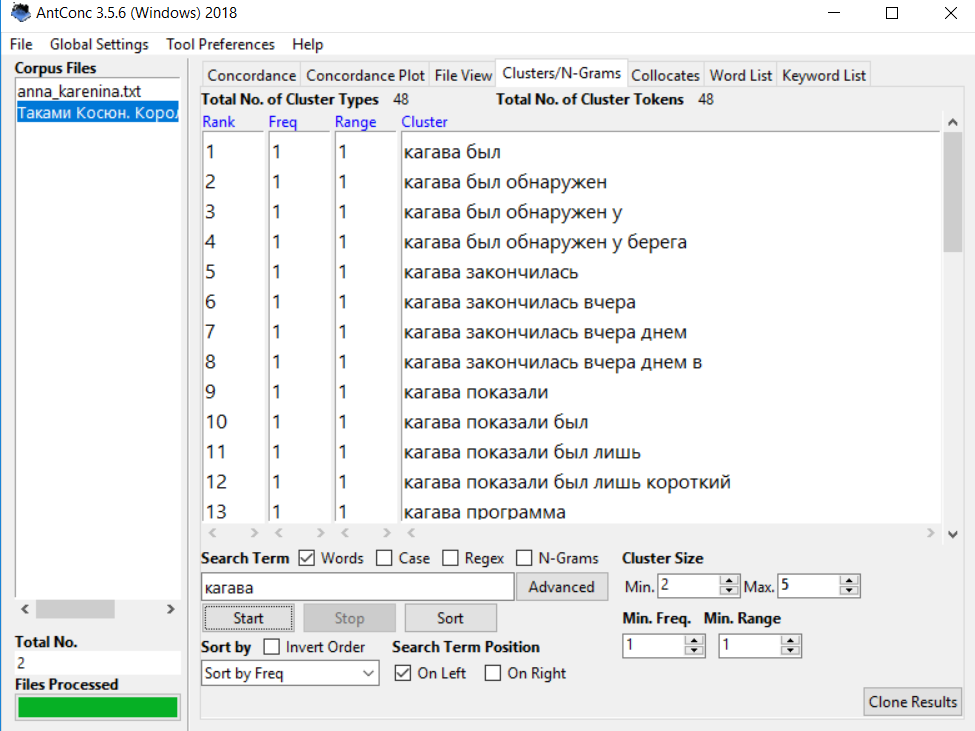 AntConc 3.5.6 (Windows) 2018
File Global Settings Tool Preferences Help
Corpus Files
anna_karenina.txt
Таками Косюн. Корол
Total No.
2
Files Processed
Concordance Concordance Plot File View Clusters/N-Grams Collocates Word List Keyword List
Total No. of Cluster Types 48 Total No. of Cluster Tokens 48
Rank Freq Range Cluster
1 1 1 кагава был
2 1 1 кагава был обнаружен
3 1 1 кагава был обнаружен у
4 1 1 кагава был обнаружен у берега
5 1 1 кагава закончилась
6 1 1 кагава закончилась вчера
7 1 1 кагава закончилась вчера днем
8 1 1 кагава закончилась вчера днем в
9 1 1 кагава показали
10 1 1 кагава показали был
11 1 1 кагава показали был лишь
12 1 1 кагава показали был лишь короткий
13 1 1 кагава программа
Search Term Words Case Regex N-Grams Cluster Size
кагава Advanced Min. 2 Max. 5
Start Stop Sort Min. Freq. Min. Range
1 1
Sort by Invert Order Search Term Position
Sort by Freq On Left On Right
Clone Results